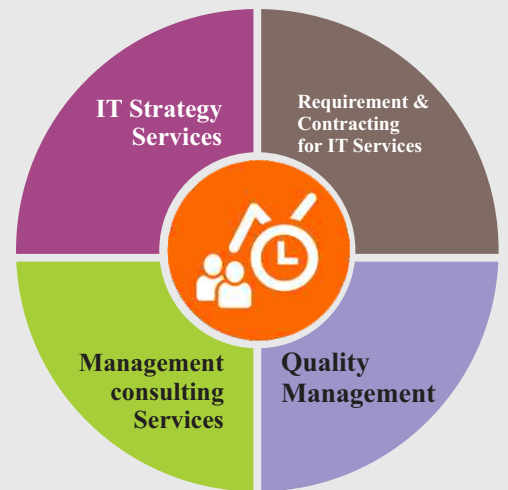 IT Strategy
Services
Requirement &
Contracting
for IT Services
Management
consulting
Services
Quality
Management